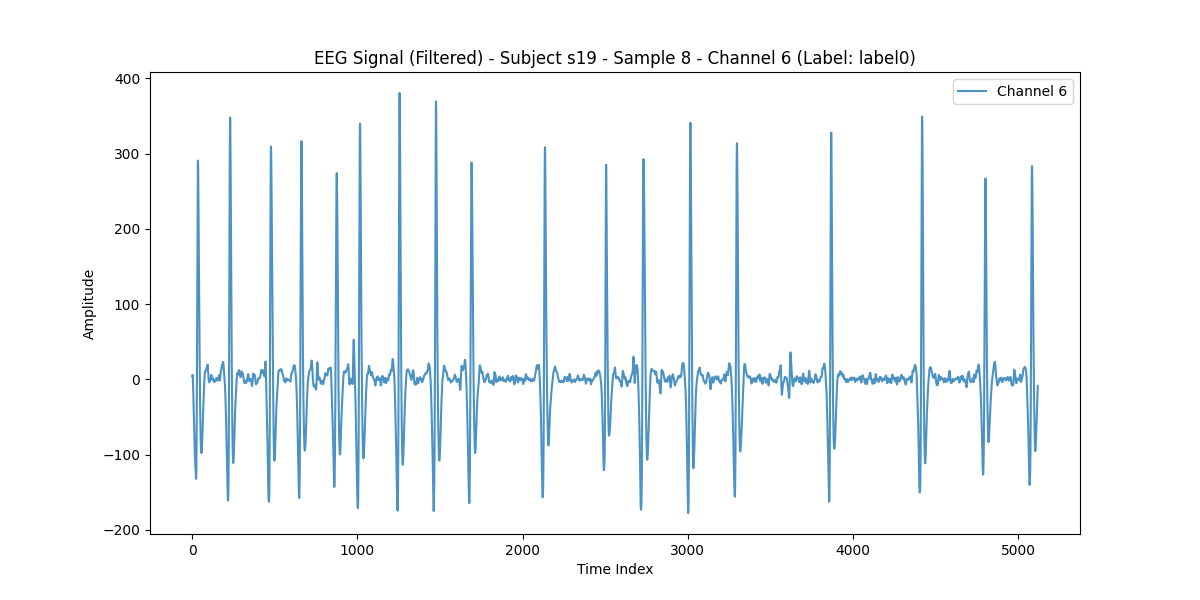 EEG Signal (Filtered) - Subject s19 - Sample 8 - Channel 6 (Label: label0)
Channel 6
400
300
200
100
0
−100
−200
Amplitude
0 1000 2000 3000 4000 5000
Time Index